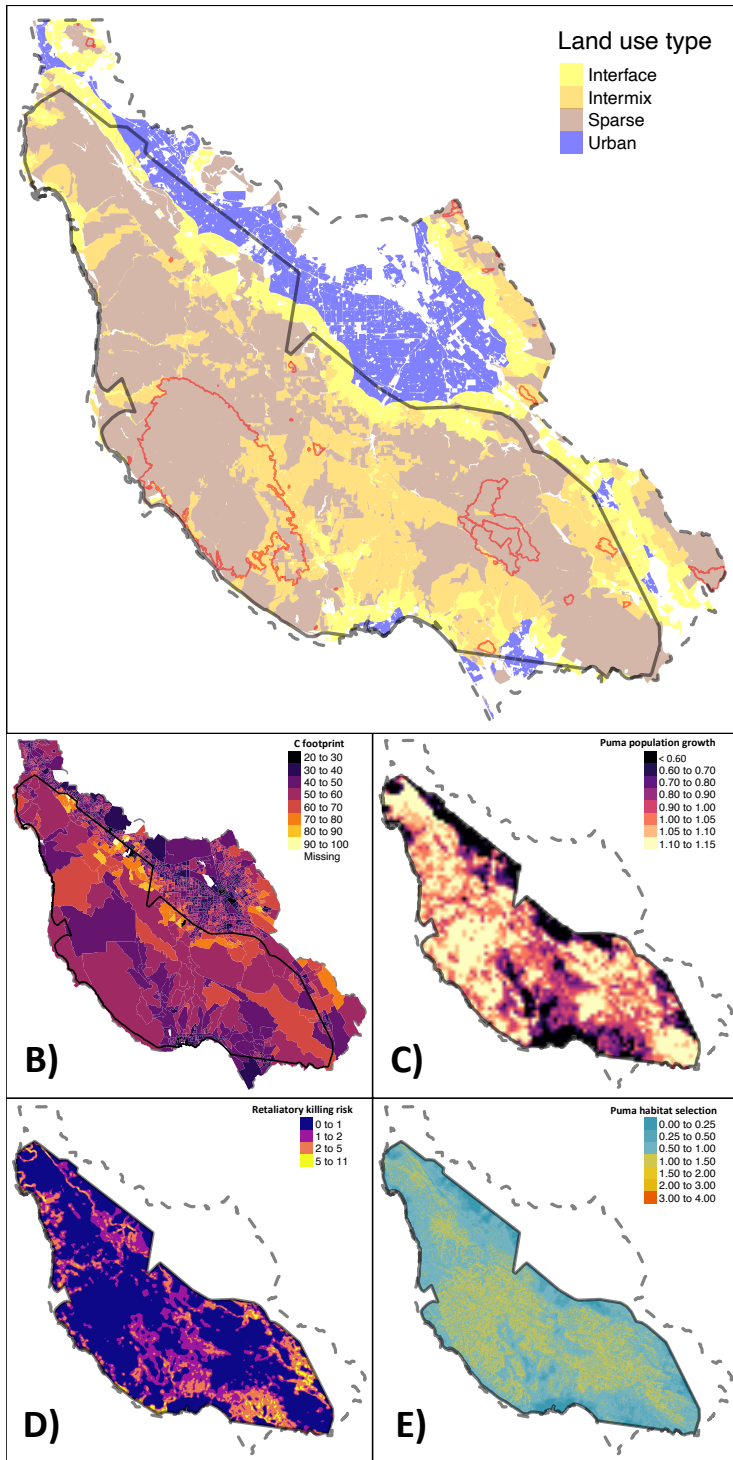 Land use type
Interface
Intermix
Sparse
Urban
C footprint
20 to 30
30 to 40
40 to 50
50 to 60
60 to 70
70 to 80
80 to 90
90 to 100
Missing
B)
Puma population growth
< 0.60
0.60 to 0.70
0.70 to 0.80
0.80 to 0.90
0.90 to 1.00
1.00 to 1.05
1.05 to 1.10
1.10 to 1.15
C)
Retaliatory killing risk
0 to 1
1 to 2
2 to 5
5 to 11
D)
Puma habitat selection
0.00 to 0.25
0.25 to 0.50
0.50 to 1.00
1.00 to 1.50
1.50 to 2.00
2.00 to 3.00
3.00 to 4.00
E)